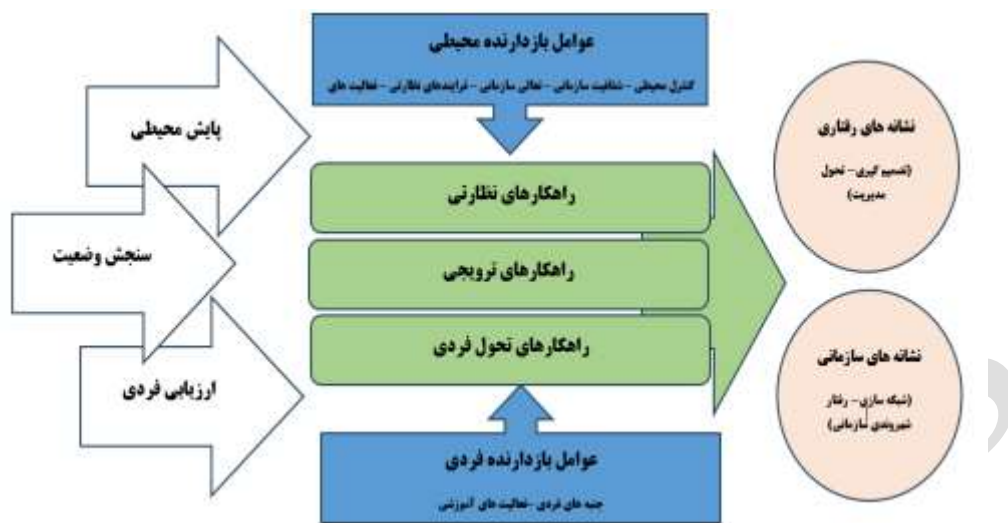 عوامل بازدارنده محیطی
کنترل محیطی – شفافیت سازمانی – تعالی سازمانی – فرایندهای نظارتی – فعالیت های
پایش محیطی
سنجش وضعیت
ارزیابی فردی
راهکارهای نظارتی
راهکارهای ترویجی
راهکارهای تحول فردی
نشانه های رفتاری
(تصمیم گیری – تحول
مدیریت)
نشانه های سازمانی
(شبکه سازی – رفتار
شهروندی سازمانی)
عوامل بازدارنده فردی
جنبه های فردی – فعالیت های آموزشی